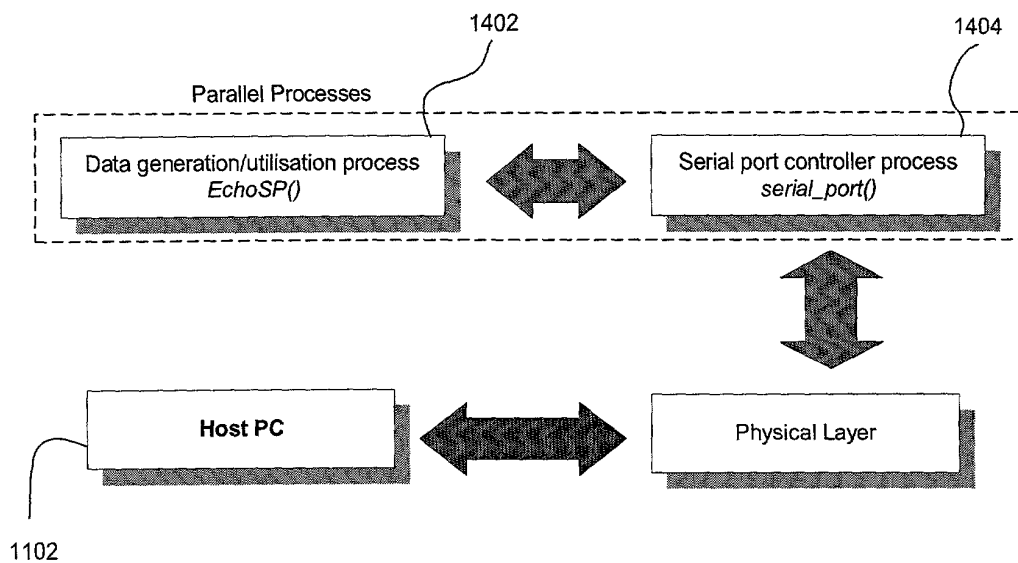 1402
1404
Parallel Processes
Data generation/utilisation process
EchoSP()
Serial port controller process
serial_port()
Host PC
Physical Layer
1102